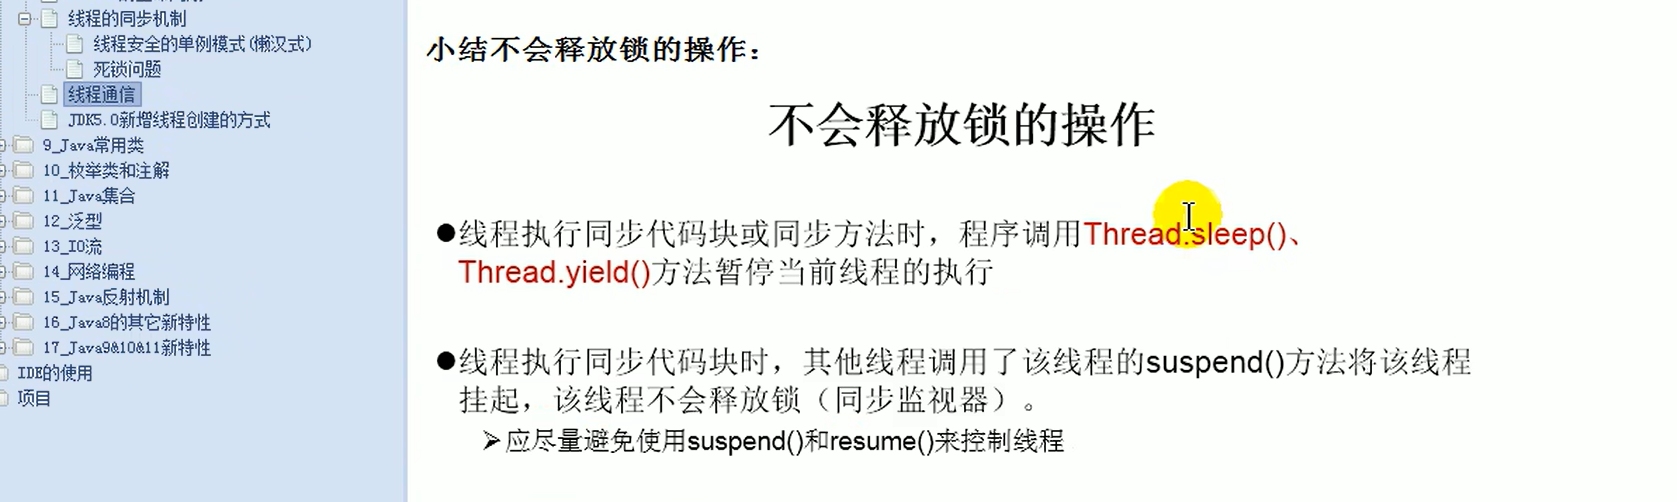 线程的同步机制
线程安全的单例模式(懒汉式)
死锁问题
线程通信
JDK5.0新增线程创建的方式
9_Java常用类
10_枚举类和注解
11_Java集合
12_泛型
13_IO流
14_网络编程
15_Java反射机制
16_Java8的其它新特性
17_Java9&10&11新特性
IDE的使用
项目
小结不会释放锁的操作：
不会释放锁的操作
●线程执行同步代码块或同步方法时，程序调用Thread.sleep()、
Thread.yield()方法暂停当前线程的执行
●线程执行同步代码块时，其他线程调用了该线程的suspend()方法将该线程
挂起，该线程不会释放锁（同步监视器）。
➢应尽量避免使用suspend()和resume()来控制线程